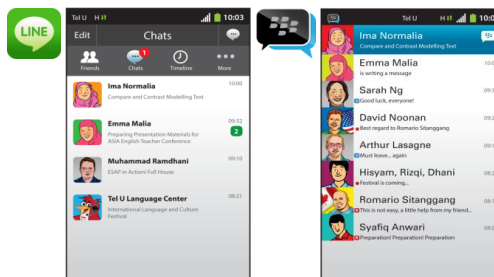 LINE
Tel U H 10:03
Edit Chats
1
Friends Chats Timeline More
Ima Normalia 10:00
Compare and Contrast Modelling Text
Emma Malia 09:32
Preparing Presentation Materials for
ASIA English Teacher Conference
2
Muhammad Ramdhani 09:10
ESAP in Action! Full House
Tel U Language Center 08:21
International Language and Culture
Festival
Tel U H 10:03
Ima Normalia
Compare and Contrast Modelling Text
Emma Malia
is writing a message
Sarah Ng
Good luck, everyone!
David Noonan
Best regard to Romario Sitanggang
Arthur Lasagne
Must leave... again
Hisyam, Rizqi, Dhani
Festival is coming...
Romario Sitanggang
This is not easy, a little help from my friend...
Syafiq Anwari
Preparation! Preparation! Preparation